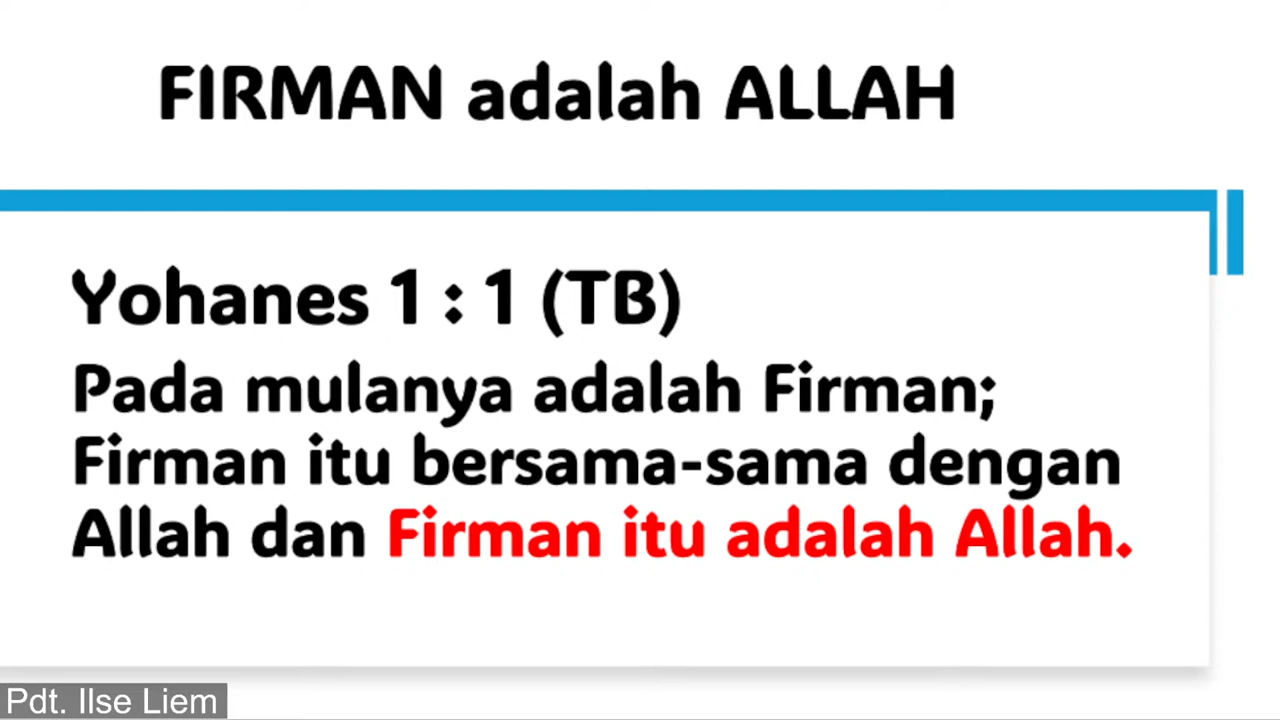 FIRMAN adalah ALLAH
Yohanes 1 : 1 (TB)
Pada mulanya adalah Firman;
Firman itu bersama-sama dengan
Allah dan Firman itu adalah Allah.
Pdt. Ilse Liem